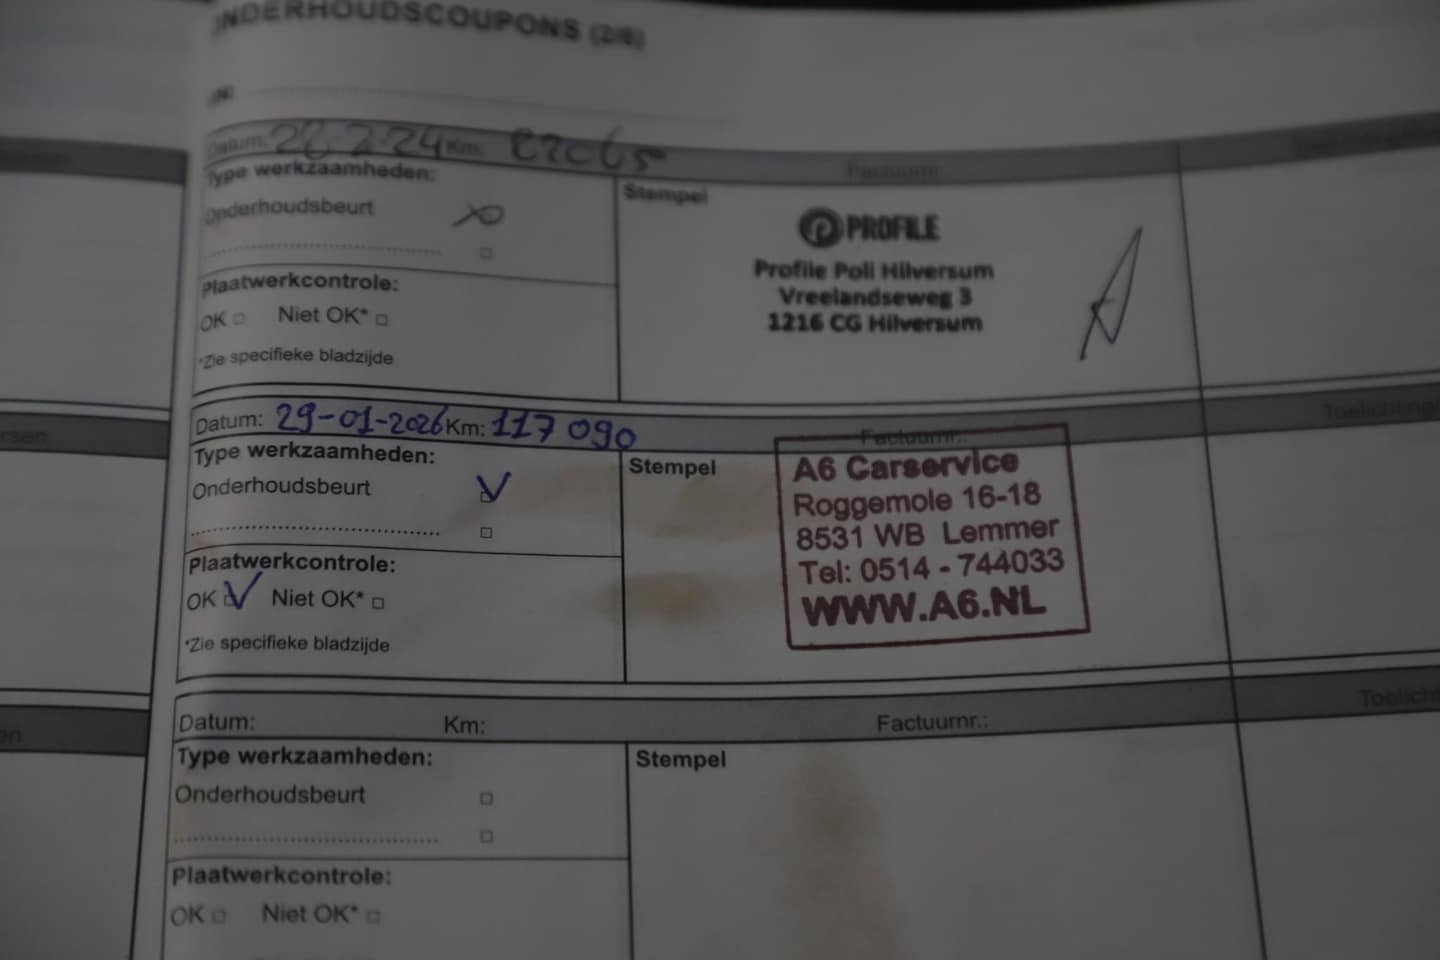 ONDERHOUDSCOUPONS (2/6)
Datum: Km:
Type werkzaamheden:
Factuurnr.
Onderhoudsbeurt
Stempel
PROFILE
Profile Poli Hilversum
Vreelandseweg 3
1216 CG Hilversum
Plaatwerkcontrole:
OK Niet OK*
*Zie specifieke bladzijde
Datum: 29-01-2026 Km: 117 090
Factuurnr.:
Type werkzaamheden:
Onderhoudsbeurt V
Stempel
A6 Carservice
Roggemole 16-18
8531 WB Lemmer
Tel: 0514 - 744033
WWW.A6.NL
Plaatwerkcontrole:
OK V Niet OK*
*Zie specifieke bladzijde
Datum: Km: Factuurnr.:
Type werkzaamheden:
Stempel
Onderhoudsbeurt
Plaatwerkcontrole:
OK Niet OK*